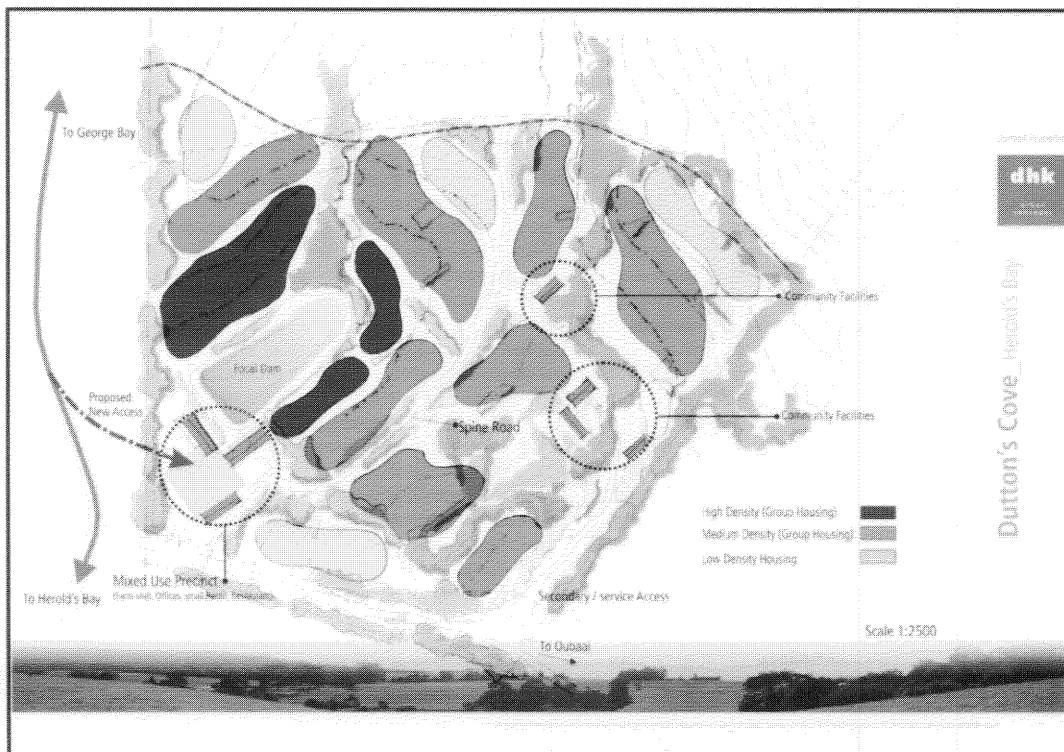 To George Bay
Focal Dam
Proposed
New Access
Spine Road
Community Facilities
Community Facilities
Mixed Use Precinct
To Herold's Bay
Secondary / service Access
To Oubaai
High Density (Group Housing)
Medium Density (Group Housing)
Low Density Housing
Scale 1:2500
dhk
Dutton's Cove_Herold's Bay